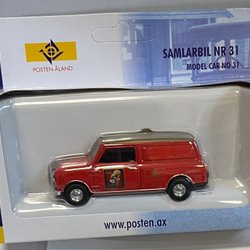 POSTEN ÅLAND
SAMLARBIL NR 31
MODEL CAR NO 31
www.posten.ax